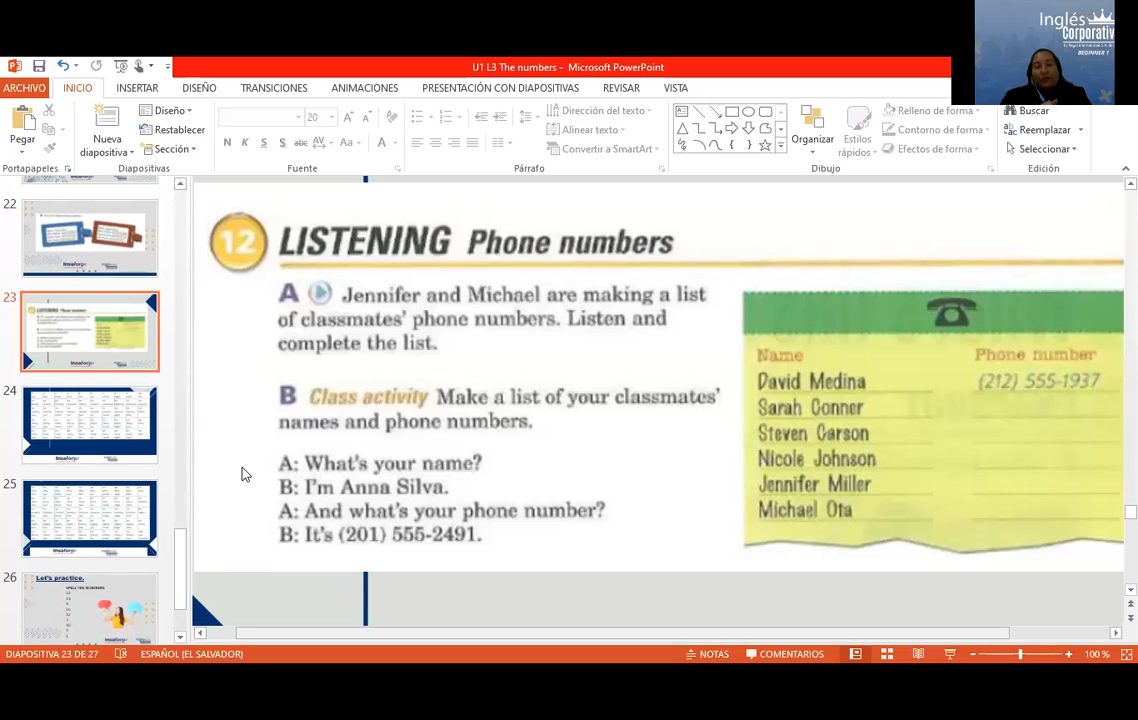 Inglés
Corporativo
BEGINNER 1
U1 L3 The numbers - Microsoft PowerPoint
ARCHIVO INICIO INSERTAR DISEÑO TRANSICIONES ANIMACIONES PRESENTACIÓN CON DIAPOSITIVAS REVISAR VISTA
Pegar
Nueva
diapositiva
Diseño
Restablecer
Sección
20
N K S S abc AV Aa A
Dirección del texto
Alinear texto
Convertir a SmartArt
Organizar
Estilos
rápidos
Relleno de forma
Contorno de forma
Efectos de forma
Buscar
Reemplazar
Seleccionar
Portapapeles Diapositivas Fuente Párrafo Dibujo Edición
22
23
24
25
26
Let's practice.
12 LISTENING Phone numbers
A Jennifer and Michael are making a list
of classmates' phone numbers. Listen and
complete the list.
B Class activity Make a list of your classmates'
names and phone numbers.
A: What's your name?
B: I'm Anna Silva.
A: And what's your phone number?
B: It's (201) 555-2491.
Name Phone number
David Medina (212) 555-1937
Sarah Conner
Steven Carson
Nicole Johnson
Jennifer Miller
Michael Ota
DIAPOSITIVA 23 DE 27 ESPAÑOL (EL SALVADOR) NOTAS COMENTARIOS 100 %